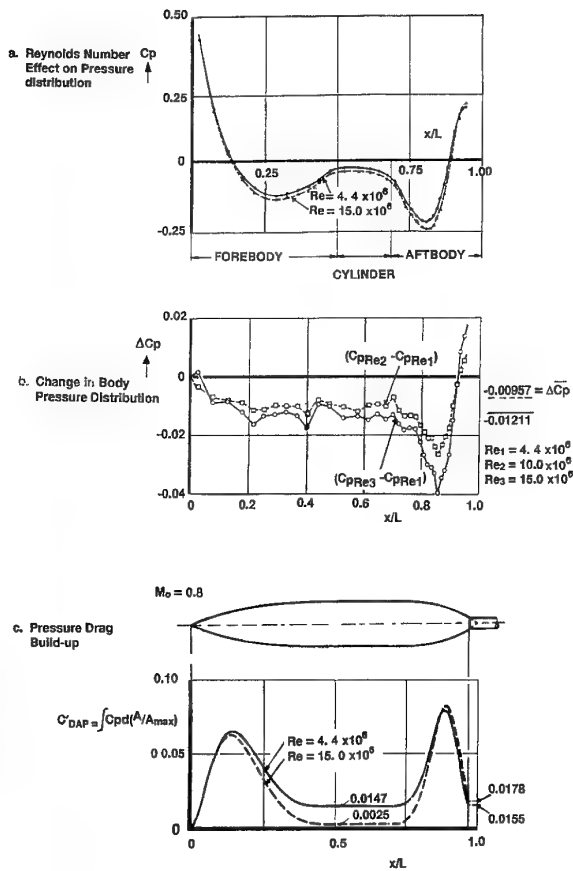 a. Reynolds Number Effect on Pressure distribution
Cp
0.50
0.25
0
-0.25
0.25
0.75
1.00
x/L
Re = 4. 4 x10⁶
Re = 15.0 x10⁶
FOREBODY
CYLINDER
AFTBODY
b. Change in Body Pressure Distribution
ΔCp
0.02
0
-0.02
-0.04
0
0.2
0.4
0.6
0.8
1.0
x/L
(CpRe2 -CpRe1)
(CpRe3 -CpRe1)
-0.00957 = ΔCp
-0.01211
Re1 = 4. 4 x10⁶
Re2 = 10.0 x10⁶
Re3 = 15.0 x10⁶
Mo = 0.8
c. Pressure Drag Build-up
C'DAP = ∫Cpd(A/Amax)
0.10
0 0.05
0
0
0.5
1.0
x/L
Re = 4. 4 x10⁶
Re = 15. 0 x10⁶
0.0147
0.0025
0.0178
0.0155